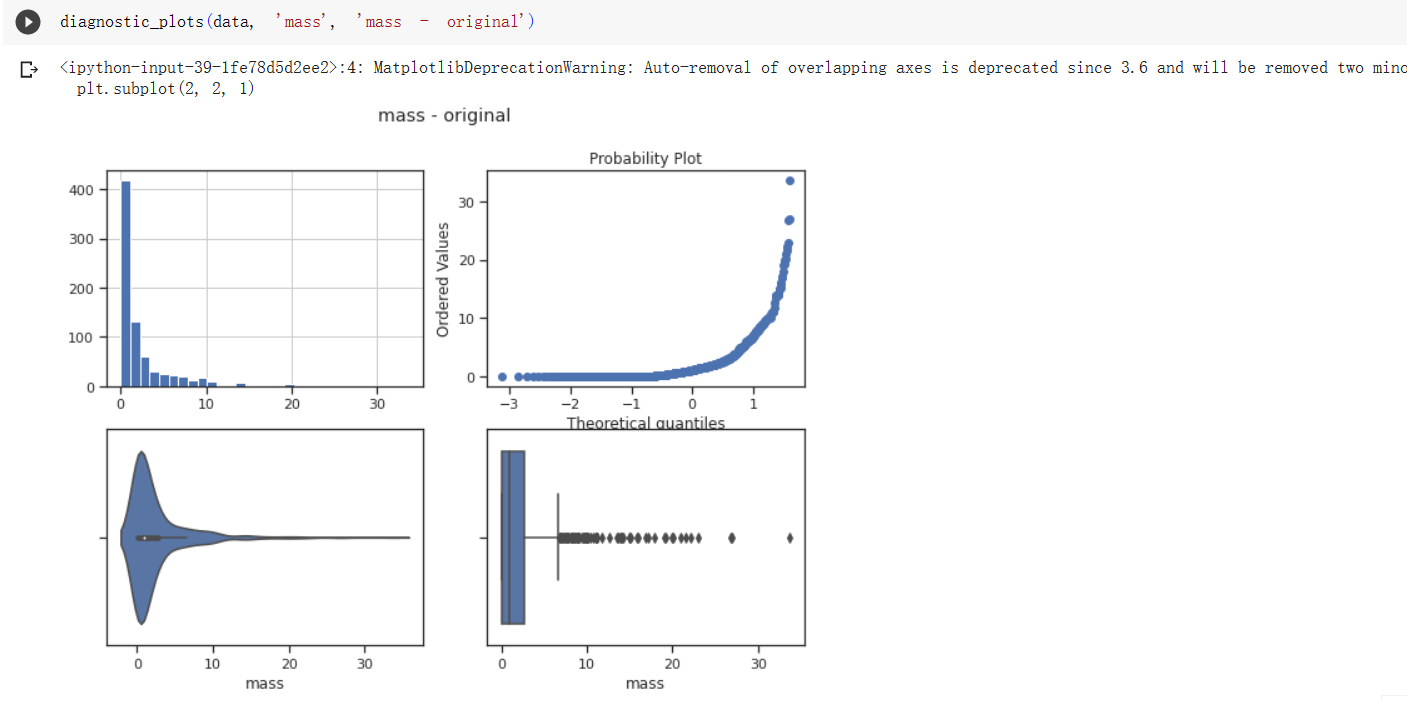 diagnostic_plots(data, 'mass', 'mass - original')
<ipython-input-39-1fe78d5d2ee2>:4: MatplotlibDeprecationWarning: Auto-removal of overlapping axes is deprecated since 3.6 and will be removed two mino
plt.subplot(2, 2, 1)
mass - original
Probability Plot
400
300
200
100
0
0 10 20 30
Ordered Values
30
20
10
0
−3 −2 −1 0 1
Theoretical quantiles
0 10 20 30
mass
0 10 20 30
mass